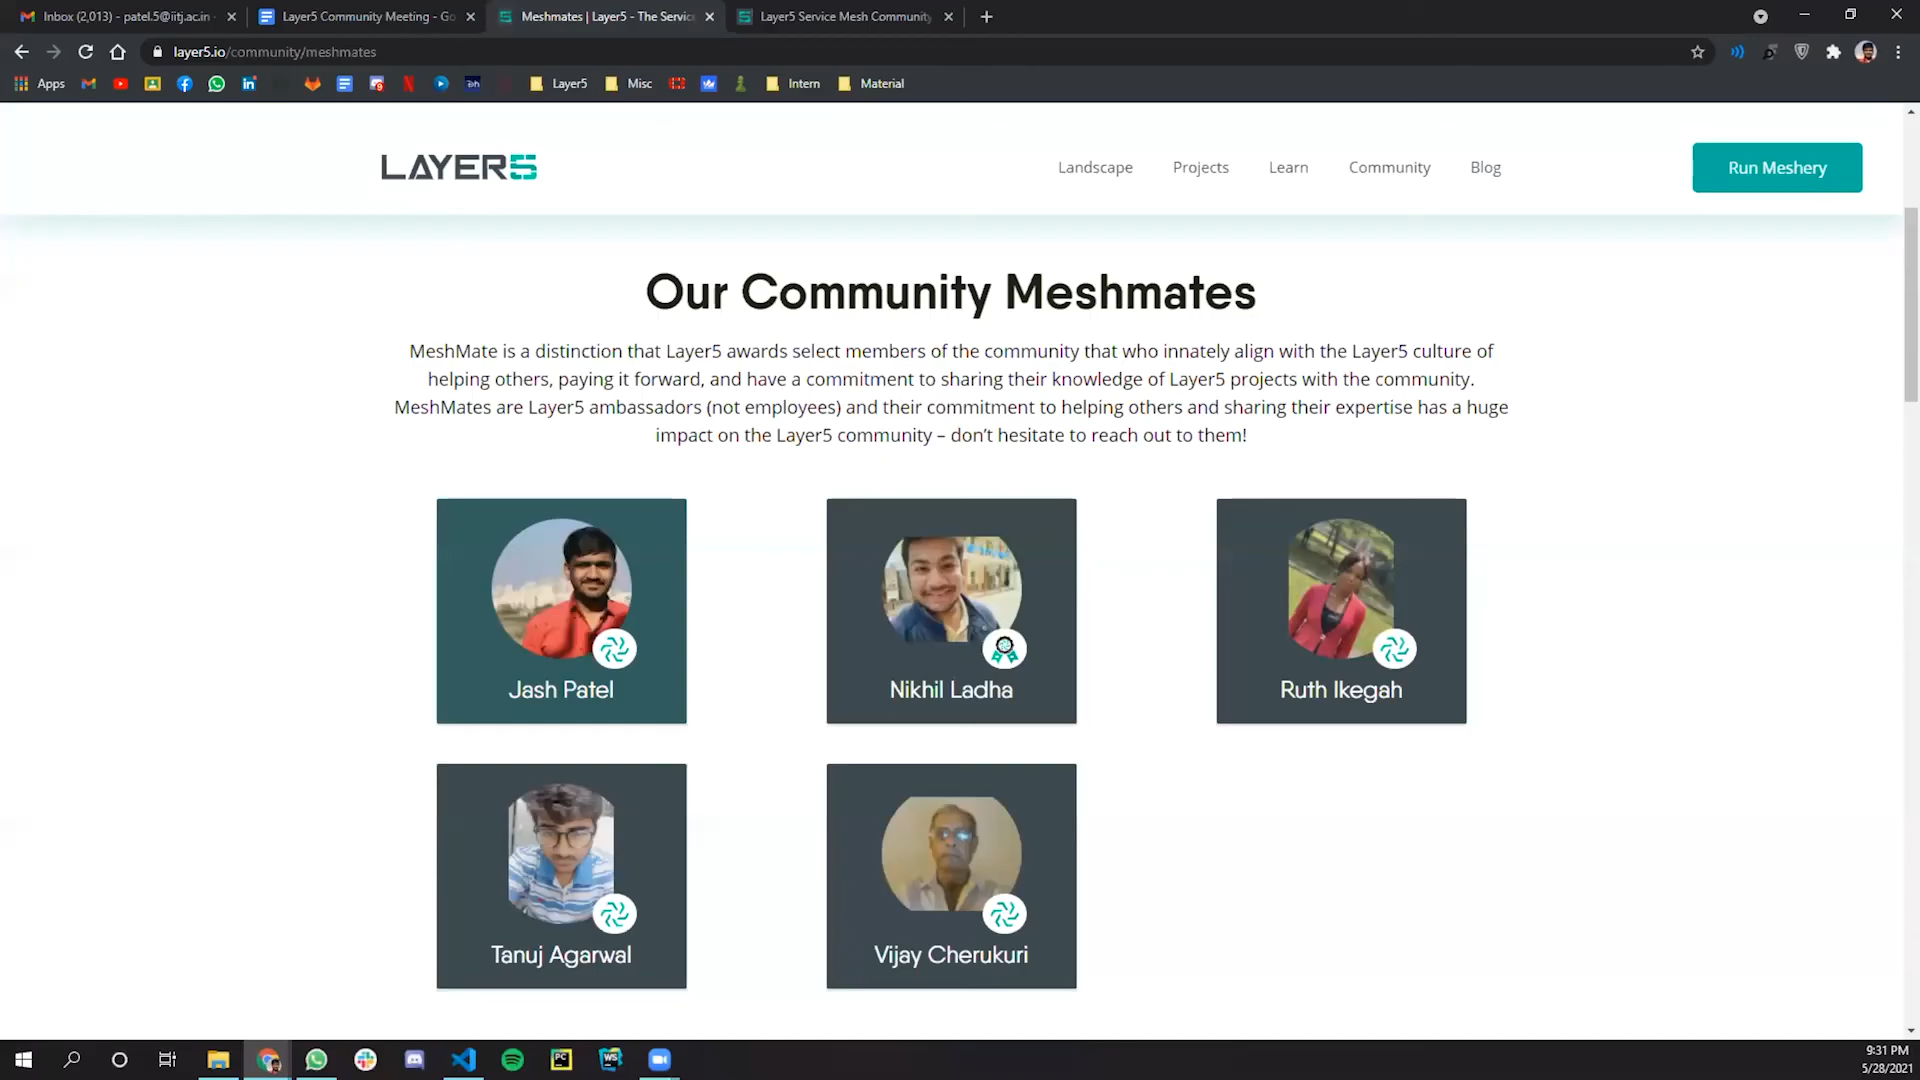 Inbox (2,013) - patel.5@iitj.ac.in
Layer5 Community Meeting - Go
Meshmates | Layer5 - The Servic
Layer5 Service Mesh Community
layer5.io/community/meshmates
Apps
Layer5
Misc
Intern
Material
LAYER5
Landscape
Projects
Learn
Community
Blog
Run Meshery
Our Community Meshmates
MeshMate is a distinction that Layer5 awards select members of the community that who innately align with the Layer5 culture of
helping others, paying it forward, and have a commitment to sharing their knowledge of Layer5 projects with the community.
MeshMates are Layer5 ambassadors (not employees) and their commitment to helping others and sharing their expertise has a huge
impact on the Layer5 community – don't hesitate to reach out to them!
Jash Patel
Nikhil Ladha
Ruth Ikegah
Tanuj Agarwal
Vijay Cherukuri
PC
WS
9:31 PM
5/28/2021